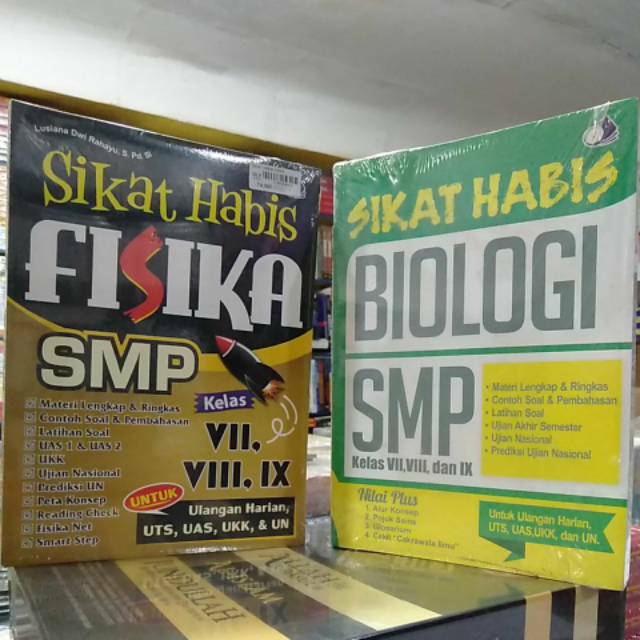 Lusiana Dwi Rahayu, S. Pd. Si
Sikat Habis
FISIKA
SMP
Kelas
VII,
VIII, IX
Materi Lengkap & Ringkas
Contoh Soal & Pembahasan
Latihan Soal
UAS 1 & UAS 2
UKK
Ujian Nasional
Prediksi UN
Peta Konsep
Reading Check
Fisika Net
Smart Step
UNTUK
Ulangan Harian,
UTS, UAS, UKK, & UN
SIKAT HABIS
BIOLOGI
SMP
Kelas VII,VIII, dan IX
• Materi Lengkap & Ringkas
• Contoh Soal & Pembahasan
• Latihan Soal
• Ujian Akhir Semester
• Ujian Nasional
• Prediksi Ujian Nasional
Nilai Plus
1. Alur Konsep
2. Pojok Sains
3. Glosarium
4. Cakil "Cakrawala Ilmu"
Untuk Ulangan Harian,
UTS, UAS,UKK, dan UN.